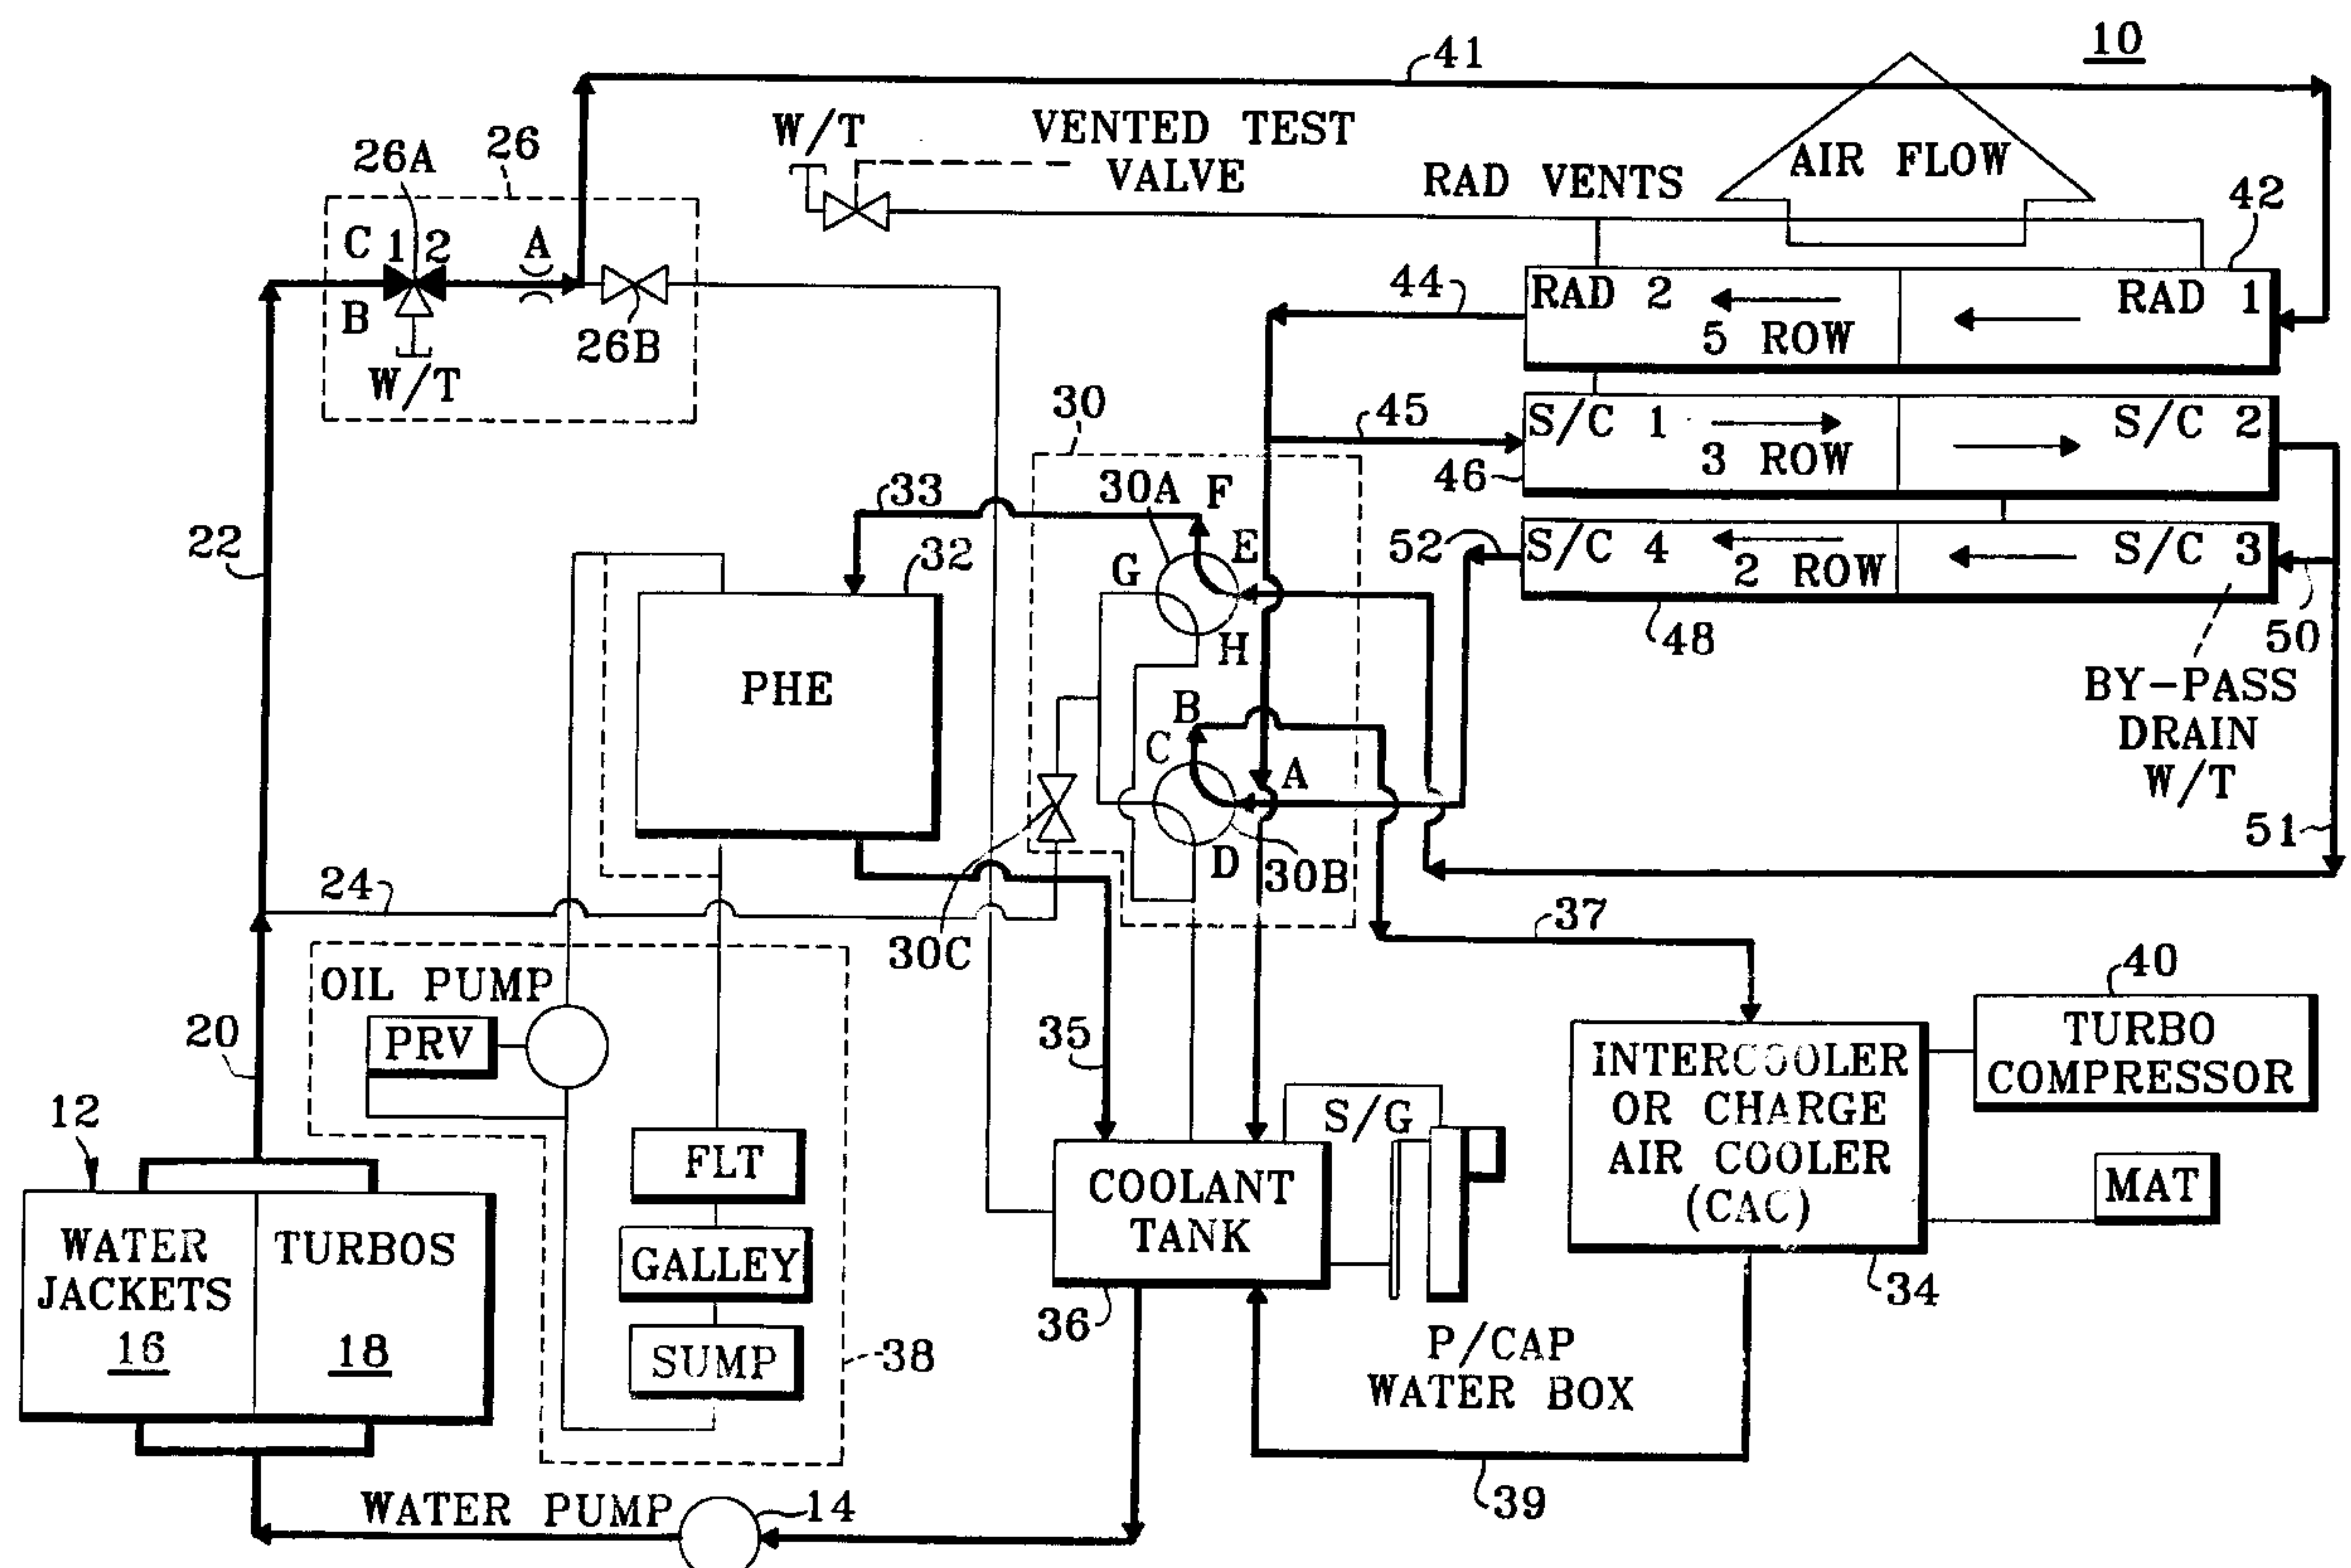 10
41
W/T
VENTED TEST
VALVE
RAD VENTS
AIR FLOW
42
26A
26
C 1 2
A
B
26B
W/T
44
RAD 2
5 ROW
RAD 1
45
S/C 1
3 ROW
S/C 2
46
S/C 4
2 ROW
S/C 3
52
48
50
BY-PASS
DRAIN
W/T
51
30
30A
F
E
G
H
33
32
PHE
22
B
C
A
D
30B
30C
24
37
40
TURBO
COMPRESSOR
OIL PUMP
PRV
20
35
INTERCOOLER
OR CHARGE
AIR COOLER
(CAC)
MAT
34
12
WATER
JACKETS
16
TURBOS
18
FLT
GALLEY
SUMP
38
S/G
COOLANT
TANK
36
P/CAP
WATER BOX
39
WATER PUMP
14